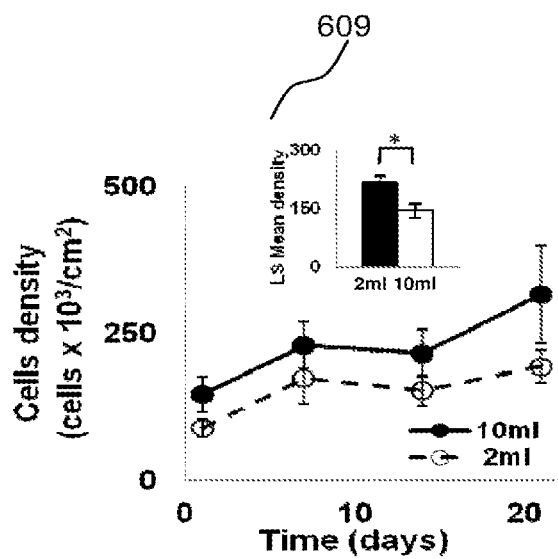 609
*
300
150
0
LS Mean density
2ml 10ml
500
250
0
Cells density
(cells x 10³/cm²)
10ml
2ml
0 10 20
Time (days)